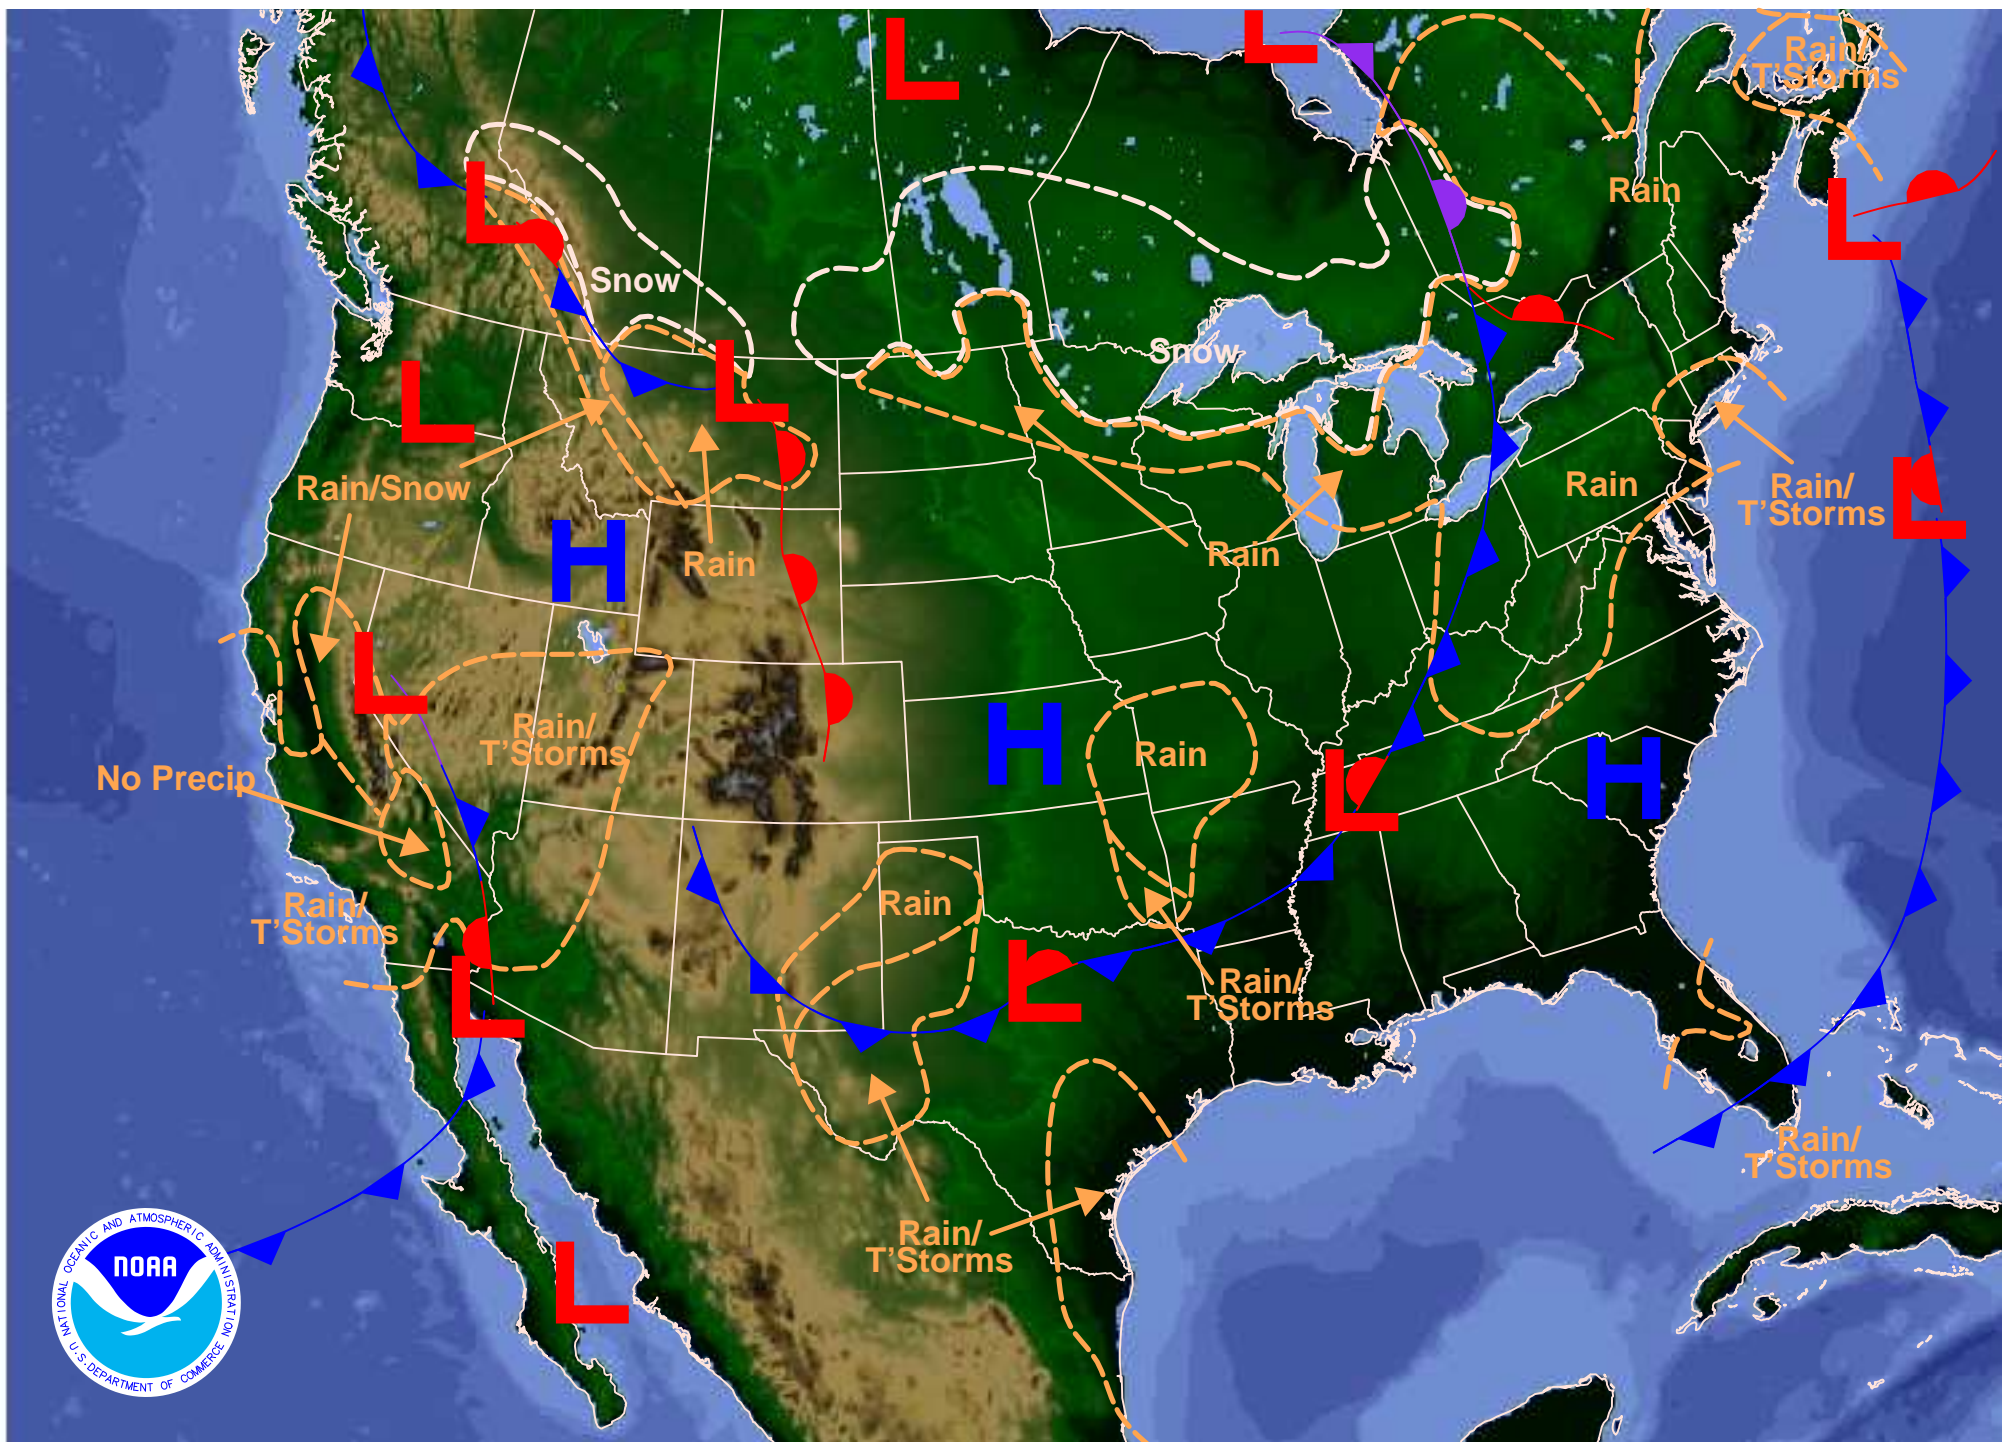 L
L
Rain/
T'Storms
L
Rain
L
Snow
Snow
L
L
Rain/Snow
Rain
Rain/
T'Storms
L
H
Rain
Rain
L
Rain/
T'Storms
H
Rain
L
H
No Precip
Rain
Rain/
T'Storms
L
L
Rain/
T'Storms
Rain/
T'Storms
Rain/
T'Storms
L
NATIONAL OCEANIC AND ATMOSPHERIC ADMINISTRATION
NOAA
U.S. DEPARTMENT OF COMMERCE